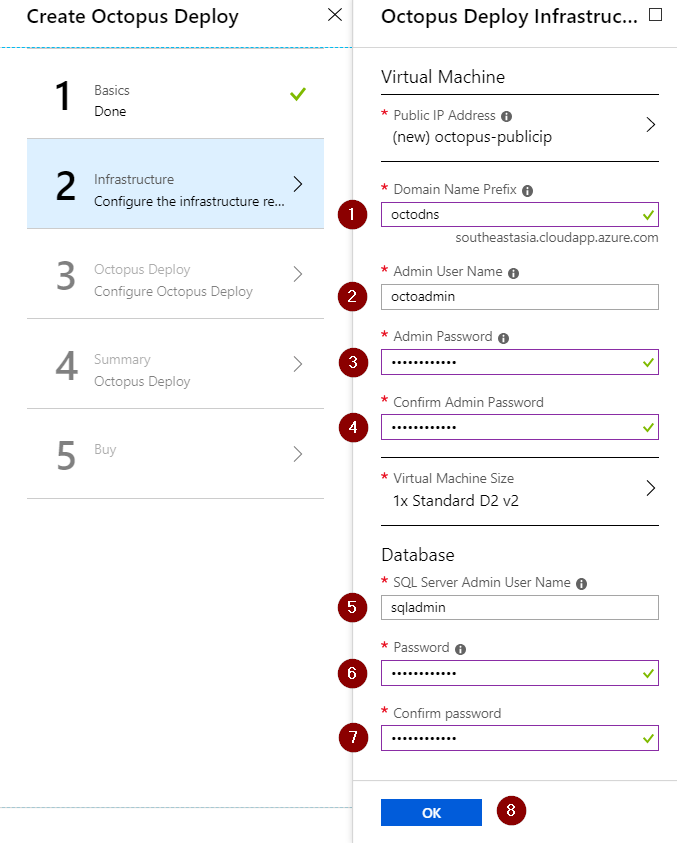 Create Octopus Deploy
1
Basics
Done
2
Infrastructure
Configure the infrastructure re...
3
Octopus Deploy
Configure Octopus Deploy
4
Summary
Octopus Deploy
5
Buy
Octopus Deploy Infrastruc...
Virtual Machine
* Public IP Address
(new) octopus-publicip
* Domain Name Prefix
1
octodns
southeastasia.cloudapp.azure.com
* Admin User Name
2
octoadmin
* Admin Password
3
••••••••••••
* Confirm Admin Password
4
••••••••••••
* Virtual Machine Size
1x Standard D2 v2
Database
* SQL Server Admin User Name
5
sqladmin
* Password
6
••••••••••••
* Confirm password
7
••••••••••••
OK
8